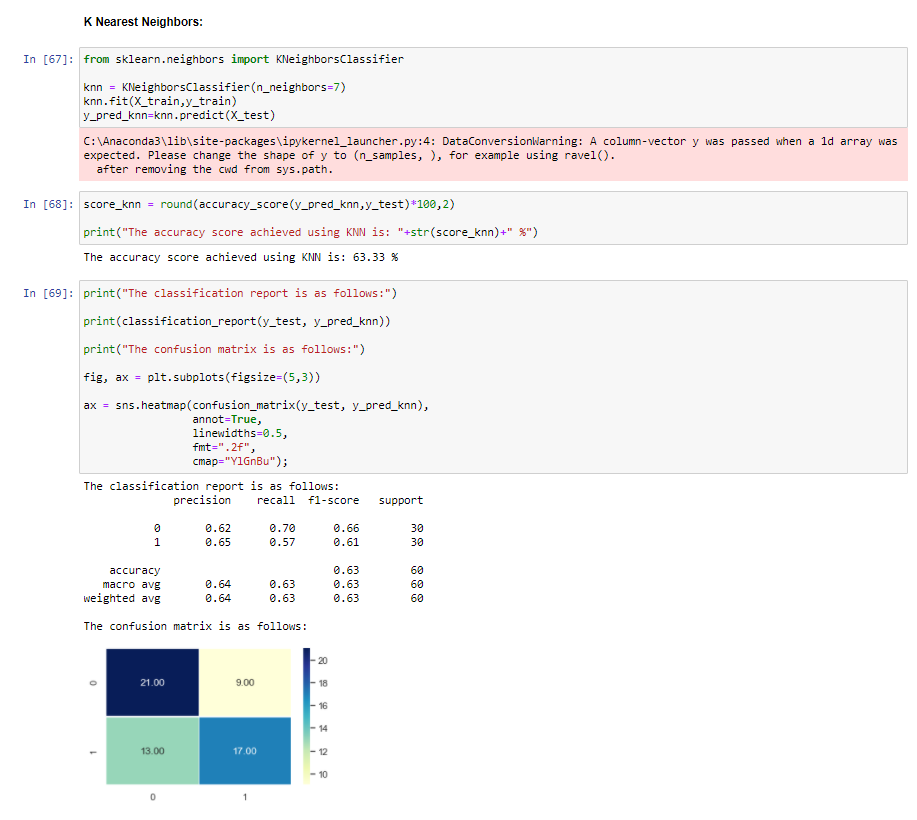 K Nearest Neighbors:
In [67]: from sklearn.neighbors import KNeighborsClassifier
knn = KNeighborsClassifier(n_neighbors=7)
knn.fit(X_train,y_train)
y_pred_knn=knn.predict(X_test)
C:\Anaconda3\lib\site-packages\ipykernel_launcher.py:4: DataConversionWarning: A column-vector y was passed when a 1d array was
expected. Please change the shape of y to (n_samples, ), for example using ravel().
after removing the cwd from sys.path.
In [68]: score_knn = round(accuracy_score(y_pred_knn,y_test)*100,2)
print("The accuracy score achieved using KNN is: "+str(score_knn)+" %")
The accuracy score achieved using KNN is: 63.33 %
In [69]: print("The classification report is as follows:")
print(classification_report(y_test, y_pred_knn))
print("The confusion matrix is as follows:")
fig, ax = plt.subplots(figsize=(5,3))
ax = sns.heatmap(confusion_matrix(y_test, y_pred_knn),
annot=True,
linewidths=0.5,
fmt=".2f",
cmap="YlGnBu");
The classification report is as follows:
precision recall f1-score support
0 0.62 0.70 0.66 30
1 0.65 0.57 0.61 30
accuracy 0.63 60
macro avg 0.64 0.63 0.63 60
weighted avg 0.64 0.63 0.63 60
The confusion matrix is as follows:
0 21.00 9.00
1 13.00 17.00
0 1
20
18
16
14
12
10